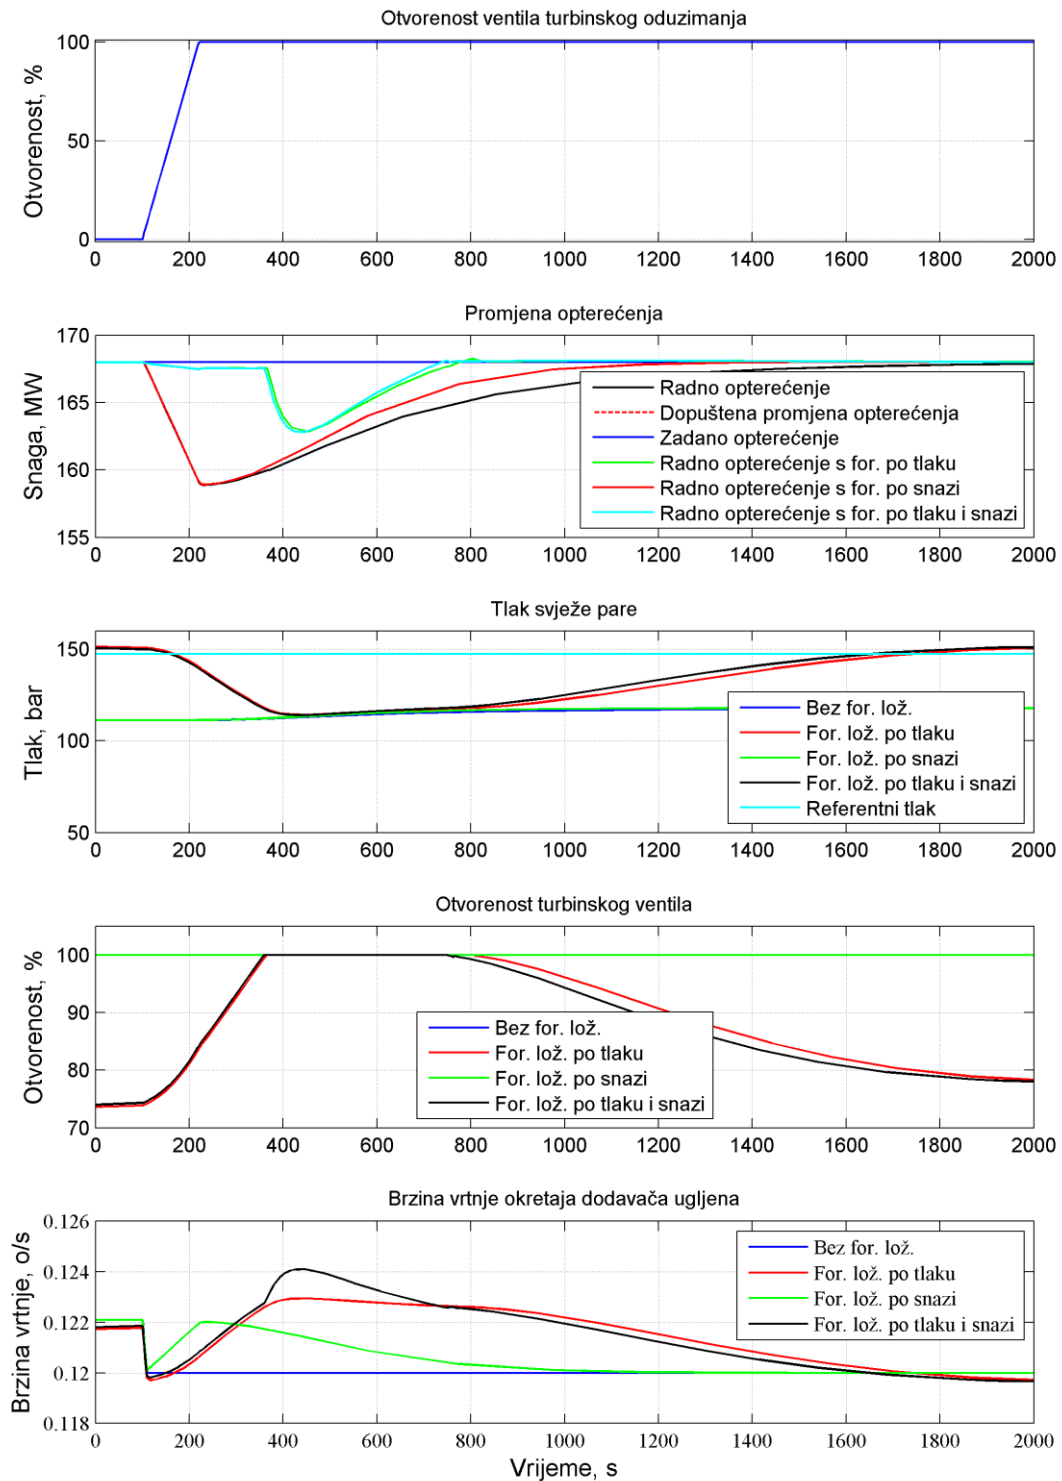 Otvorenost ventila turbinskog oduzimanja
Otvorenost, %
100
50
0
0 200 400 600 800 1000 1200 1400 1600 1800 2000
Promjena opterećenja
Snaga, MW
170
165
160
155
Radno opterećenje
Dopuštena promjena opterećenja
Zadano opterećenje
Radno opterećenje s for. po tlaku
Radno opterećenje s for. po snazi
Radno opterećenje s for. po tlaku i snazi
0 200 400 600 800 1000 1200 1400 1600 1800 2000
Tlak svježe pare
Tlak, bar
150
100
50
Bez for. lož.
For. lož. po tlaku
For. lož. po snazi
For. lož. po tlaku i snazi
Referentni tlak
0 200 400 600 800 1000 1200 1400 1600 1800 2000
Otvorenost turbinskog ventila
Otvorenost, %
100
90
80
70
Bez for. lož.
For. lož. po tlaku
For. lož. po snazi
For. lož. po tlaku i snazi
0 200 400 600 800 1000 1200 1400 1600 1800 2000
Brzina vrtnje okretaja dodavača ugljena
Brzina vrtnje, o/s
0.126
0.124
0.122
0.12
0.118
Bez for. lož.
For. lož. po tlaku
For. lož. po snazi
For. lož. po tlaku i snazi
0 200 400 600 800 1000 1200 1400 1600 1800 2000
Vrijeme, s